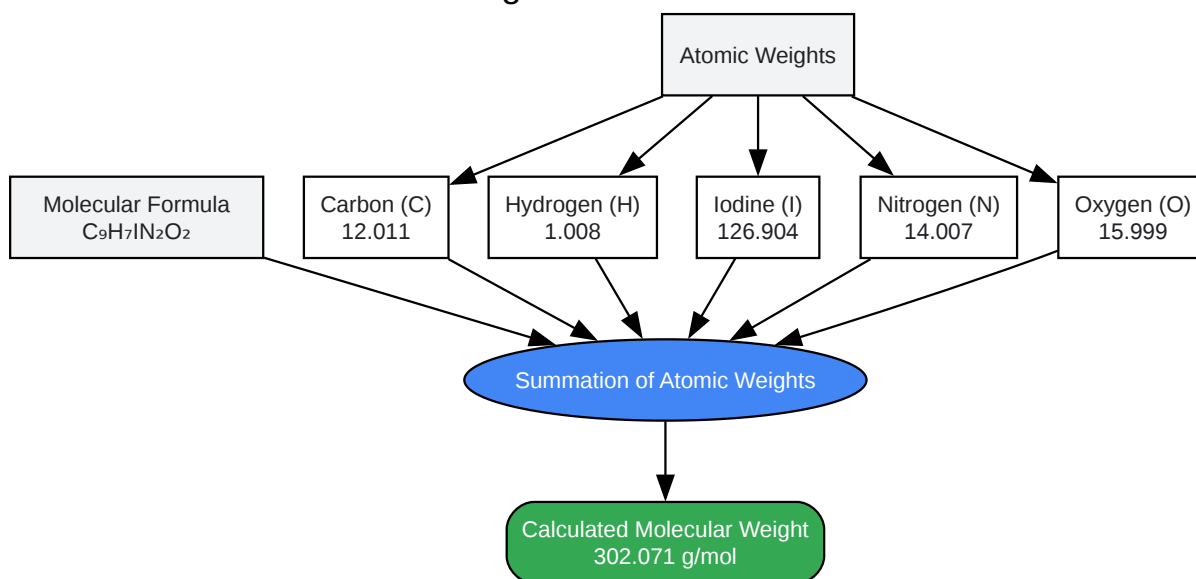 Atomic Weights
Molecular Formula
C₉H₇IN₂O₂
Carbon (C)
12.011
Hydrogen (H)
1.008
Iodine (I)
126.904
Nitrogen (N)
14.007
Oxygen (O)
15.999
Summation of Atomic Weights
Calculated Molecular Weight
302.071 g/mol